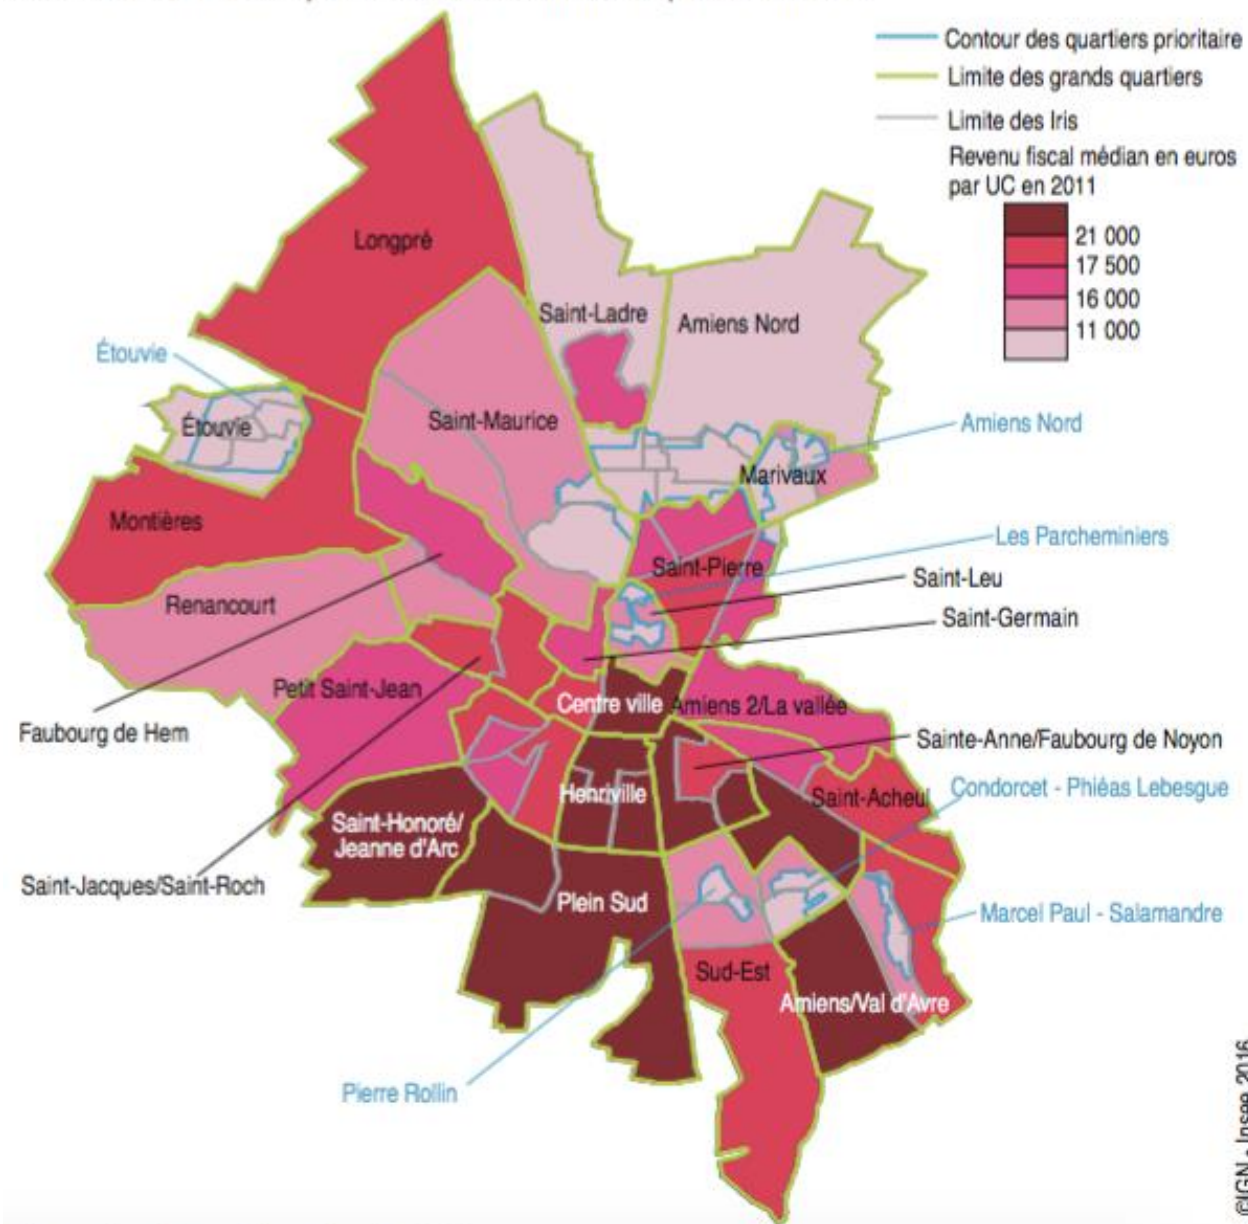 Contour des quartiers prioritaire
Limite des grands quartiers
Limite des Iris
Revenu fiscal médian en euros
par UC en 2011
21 000
17 500
16 000
11 000
Longpré
Saint-Ladre
Amiens Nord
Étouvie
Étouvie
Saint-Maurice
Amiens Nord
Marivaux
Montières
Les Parcheminiers
Saint-Pierre
Saint-Leu
Renancourt
Saint-Germain
Petit Saint-Jean
Centre ville
Amiens 2/La vallée
Faubourg de Hem
Sainte-Anne/Faubourg de Noyon
Condorcet - Phiéas Lebesgue
Henriville
Saint-Acheul
Saint-Honoré/
Jeanne d'Arc
Saint-Jacques/Saint-Roch
Plein Sud
Marcel Paul - Salamandre
Sud-Est
Amiens/Val d'Avre
Pierre Rollin
©IGN - Insee 2016